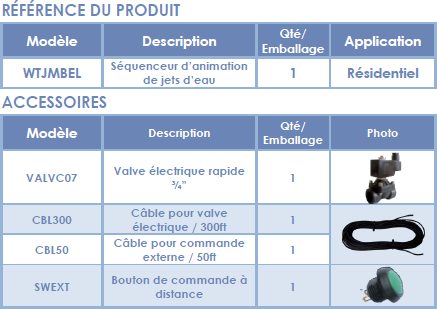 RÉFÉRENCE DU PRODUIT
Modèle
Description
Qté/
Emballage
Application
WTJMBEL
Séquenceur d'animation
de jets d'eau
1
Résidentiel
ACCESSOIRES
Modèle
Description
Qté/
Emballage
Photo
VALVC07
Valve électrique rapide
¾"
1
CBL300
Câble pour valve
électrique / 300ft
1
CBL50
Câble pour commande
externe / 50ft
1
SWEXT
Bouton de commande à
distance
1